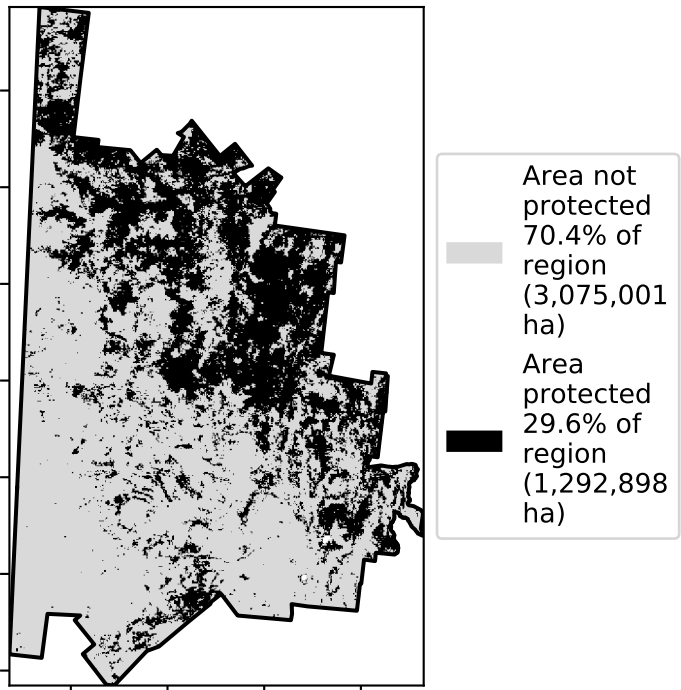 Area not
protected
70.4% of
region
(3,075,001
ha)
Area
protected
29.6% of
region
(1,292,898
ha)